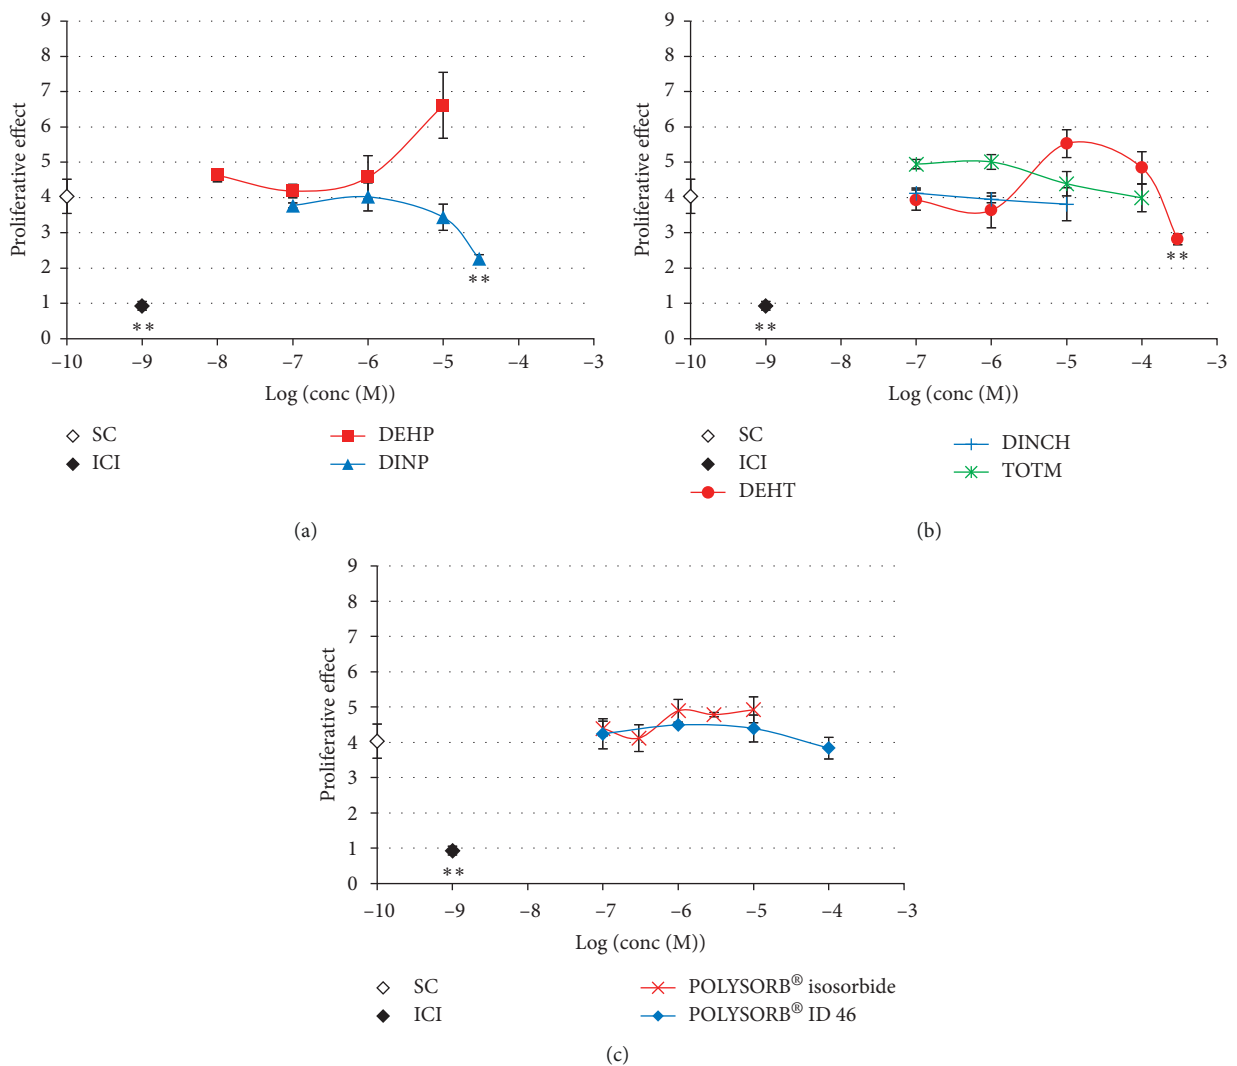 9
8
7
6
5
4
3
2
1
0
Proliferative effect
**
**
–10
–9
–8
–7
–6
–5
–4
–3
Log (conc (M))
SC
ICI
DEHP
DINP
(a)
9
8
7
6
5
4
3
2
1
0
Proliferative effect
**
**
–10
–9
–8
–7
–6
–5
–4
–3
Log (conc (M))
SC
ICI
DEHT
DINCH
TOTM
(b)
9
8
7
6
5
4
3
2
1
0
Proliferative effect
**
–10
–9
–8
–7
–6
–5
–4
–3
Log (conc (M))
SC
ICI
POLYSORB® isosorbide
POLYSORB® ID 46
(c)